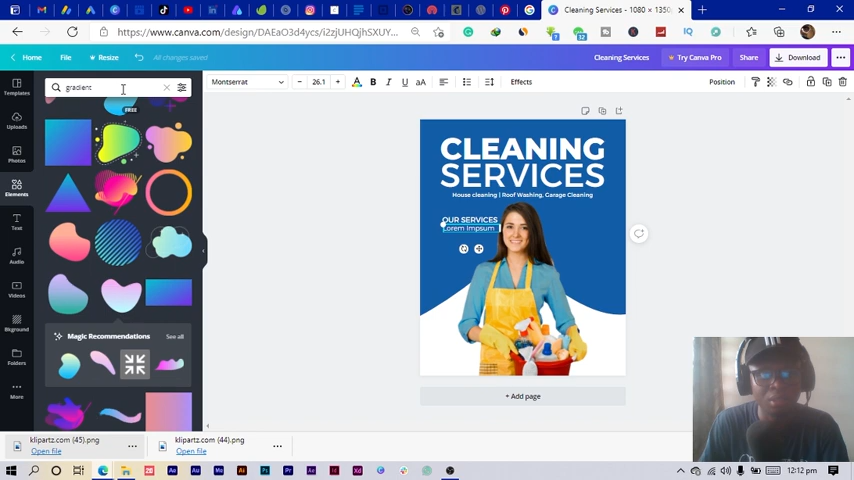 Cleaning Services - 1080 × 1350
https://www.canva.com/design/DAEaO3d4ycs/i2zjUHQjhSXUY...
Home File Resize All changes saved Cleaning Services Try Canva Pro Share Download
Templates
Uploads
Photos
Elements
Text
Audio
Videos
Bkground
Folders
More
gradient
FREE
Magic Recommendations See all
Montserrat 26.1 + A B I U aA Effects Position
CLEANING
SERVICES
House cleaning | Roof Washing, Garage Cleaning
OUR SERVICES
Lorem Impsum
+ Add page
klipartz.com (45).png
Open file
klipartz.com (44).png
Open file
12:12 pm